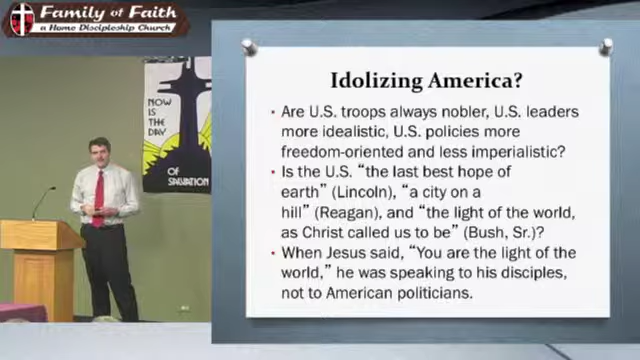 Family of Faith
a Home Discipleship Church
NOW
IS
THE
DAY
OF
SALVATION
Idolizing America?
• Are U.S. troops always nobler, U.S. leaders
more idealistic, U.S. policies more
freedom-oriented and less imperialistic?
• Is the U.S. “the last best hope of
earth” (Lincoln), “a city on a
hill” (Reagan), and “the light of the world,
as Christ called us to be” (Bush, Sr.)?
• When Jesus said, “You are the light of the
world,” he was speaking to his disciples,
not to American politicians.